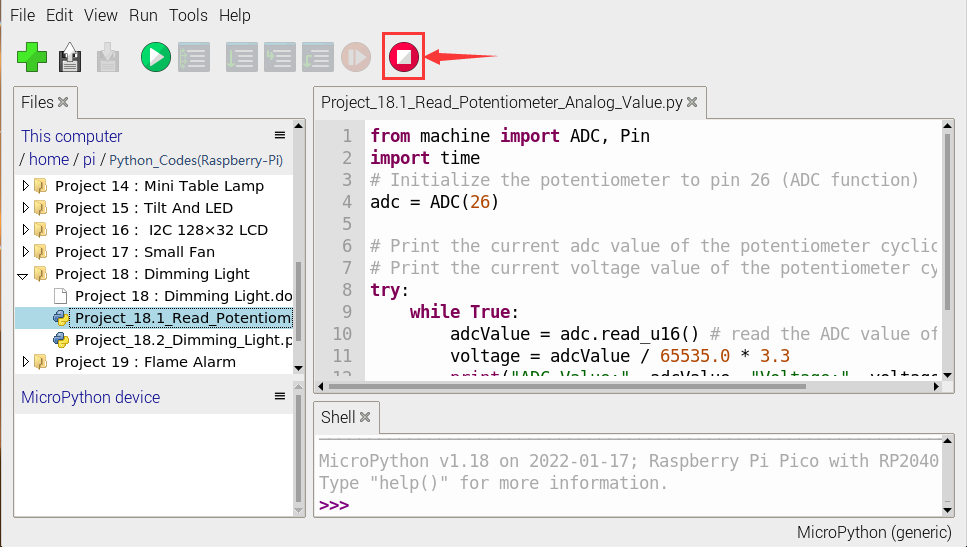 File Edit View Run Tools Help
Files
This computer
/ home / pi / Python_Codes(Raspberry-Pi)
Project 14 : Mini Table Lamp
Project 15 : Tilt And LED
Project 16 : I2C 128×32 LCD
Project 17 : Small Fan
Project 18 : Dimming Light
Project 18 : Dimming Light.do
Project_18.1_Read_Potentiom
Project_18.2_Dimming_Light.p
Project 19 : Flame Alarm
MicroPython device
Project_18.1_Read_Potentiometer_Analog_Value.py
1 from machine import ADC, Pin
2 import time
3 # Initialize the potentiometer to pin 26 (ADC function)
4 adc = ADC(26)
5
6 # Print the current adc value of the potentiometer cyclic
7 # Print the current voltage value of the potentiometer cy
8 try:
9 while True:
10 adcValue = adc.read_u16() # read the ADC value of
11 voltage = adcValue / 65535.0 * 3.3
12 print("ADC Value:", adcValue, "Voltage:", voltage
Shell
MicroPython v1.18 on 2022-01-17; Raspberry Pi Pico with RP2040
Type "help()" for more information.
>>>
MicroPython (generic)